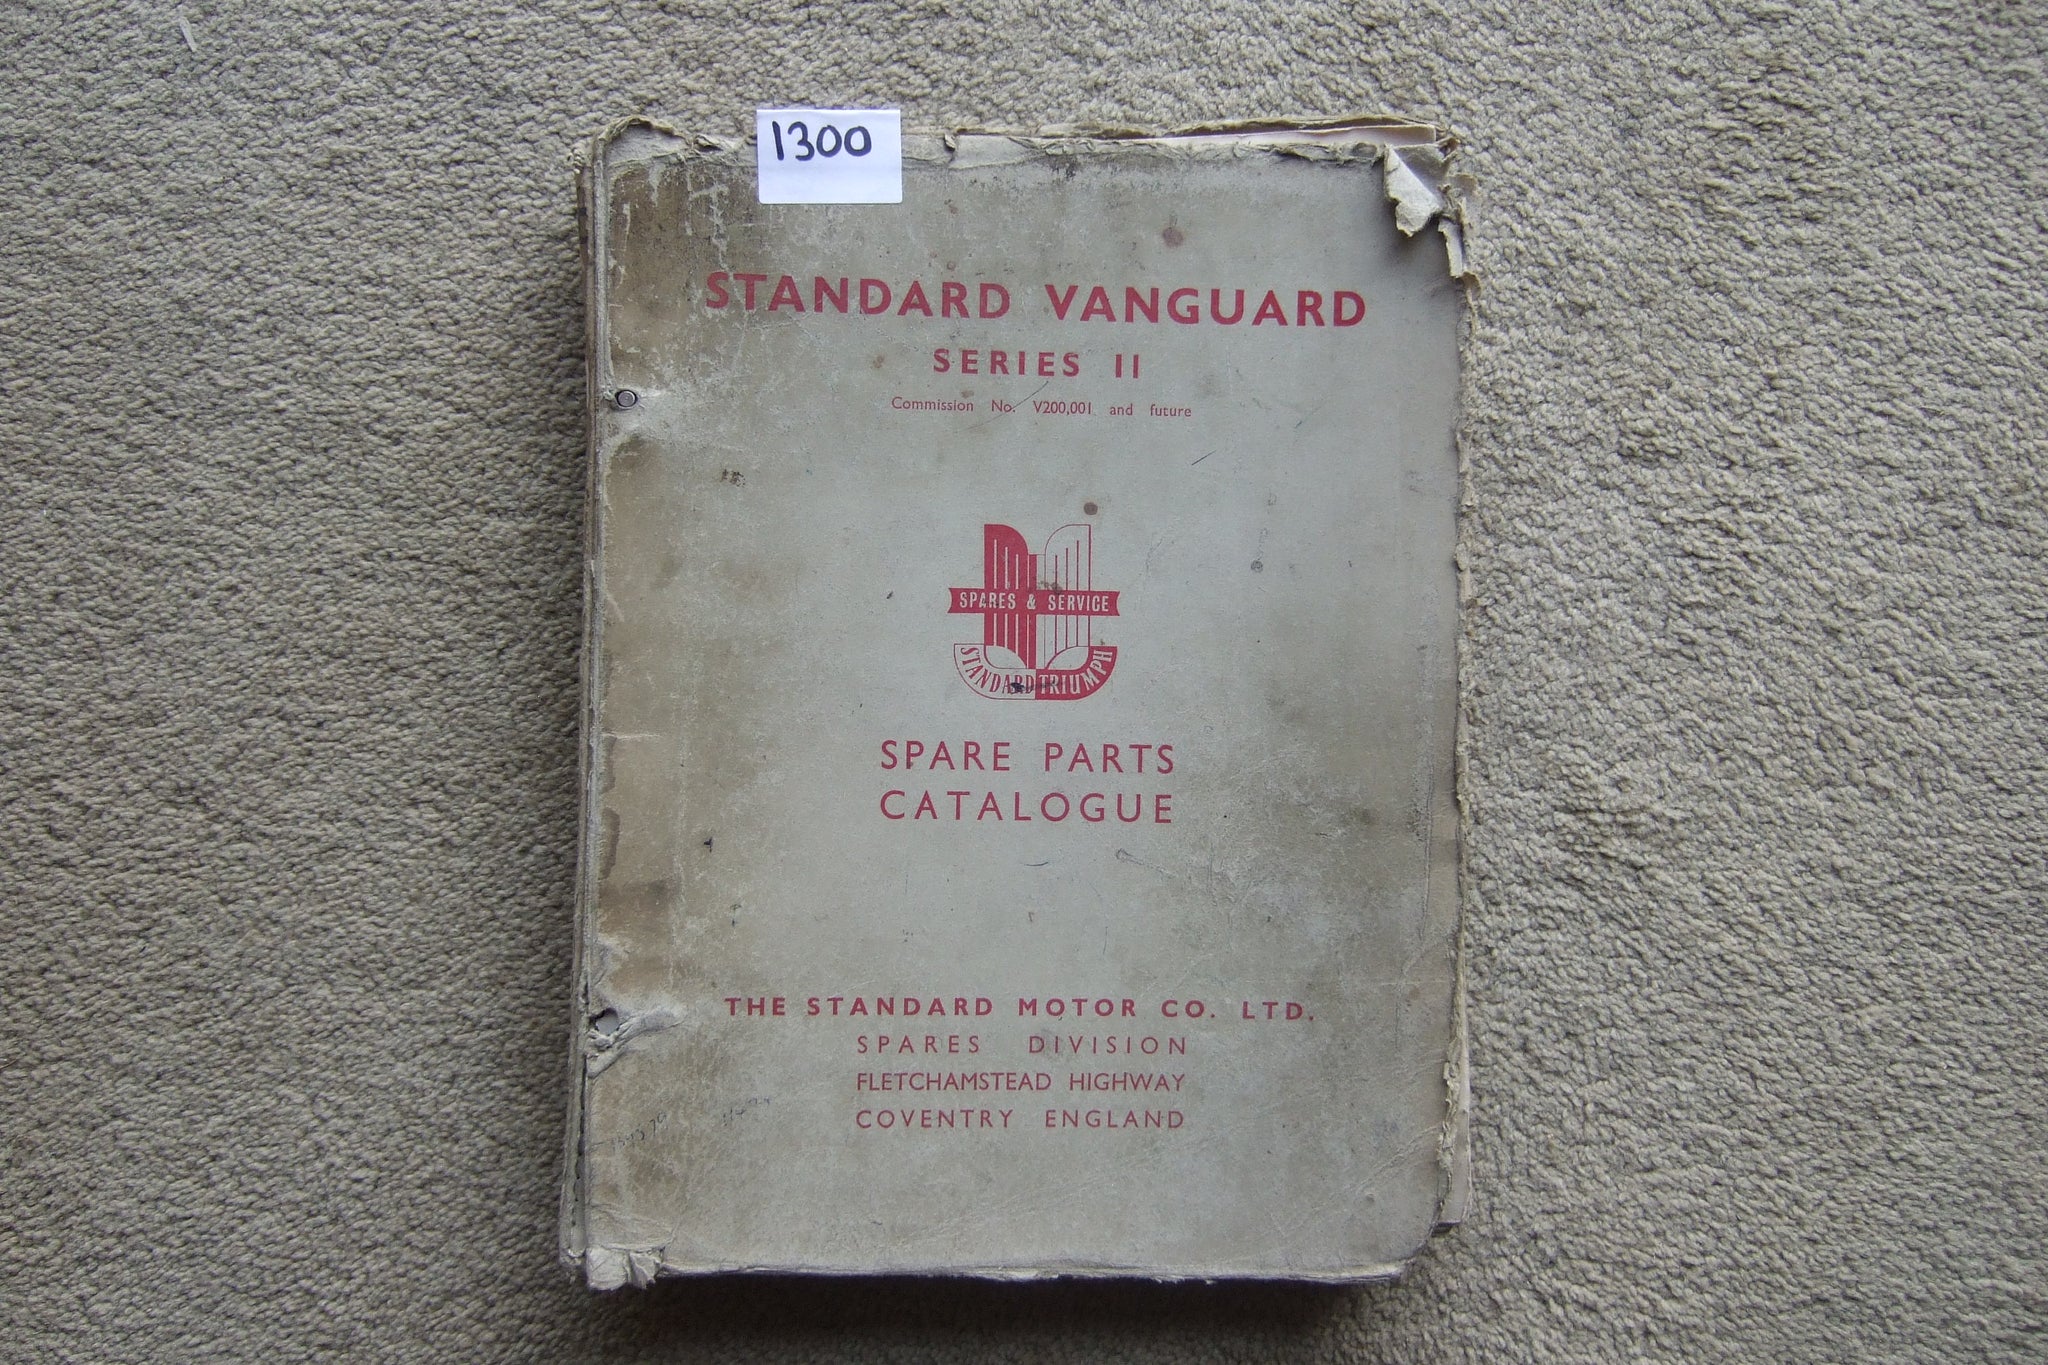 1300
STANDARD VANGUARD
SERIES II
Commission No. V200,001 and future
SPARES & SERVICE
STANDARD TRIUMPH
SPARE PARTS
CATALOGUE
THE STANDARD MOTOR CO. LTD.
SPARES DIVISION
FLETCHAMSTEAD HIGHWAY
COVENTRY ENGLAND